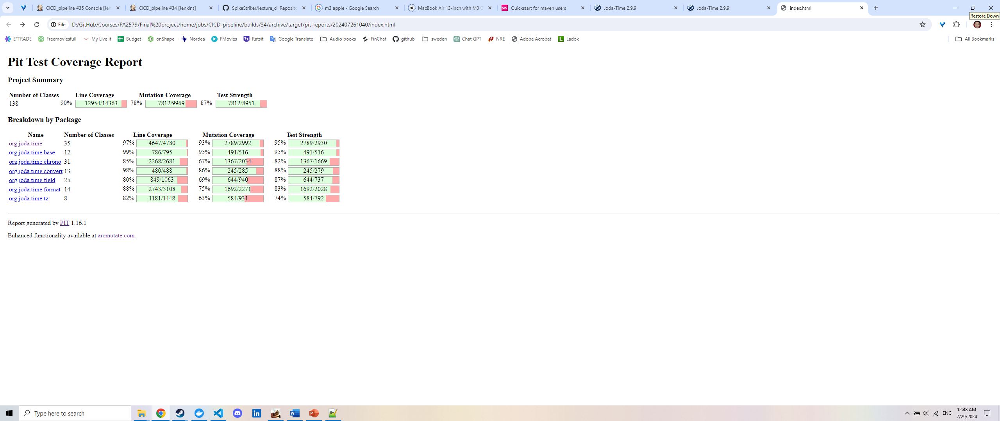 CICD_pipeline #35 Console [Jen
CICD_pipeline #34 [Jenkins]
SpikeStriker/lecture_ci: Reposito
m3 apple - Google Search
MacBook Air 13-inch with M3 C
Quickstart for maven users
Joda-Time 2.9.9
Joda-Time 2.9.9
index.html
Restore Down
File
D:/GitHub/Courses/PA2579/Final%20project/home/jobs/CICD_pipeline/builds/34/archive/target/pit-reports/202407261040/index.html
E*TRADE Freemoviesfull My Live it Budget onShape Nordea FMovies Ratsit Google Translate Audio books FinChat github sweden Chat GPT NRE Adobe Acrobat Ladok All Bookmarks
Pit Test Coverage Report
Project Summary
Number of Classes Line Coverage Mutation Coverage Test Strength
138 90% 12954/14363 78% 7812/9969 87% 7812/8951
Breakdown by Package
Name Number of Classes Line Coverage Mutation Coverage Test Strength
org.joda.time 35 97% 4647/4780 93% 2789/2992 95% 2789/2930
org.joda.time.base 12 99% 786/795 95% 491/516 95% 491/516
org.joda.time.chrono 31 85% 2268/2681 67% 1367/2034 82% 1367/1669
org.joda.time.convert 13 98% 480/488 86% 245/285 88% 245/279
org.joda.time.field 25 80% 849/1063 69% 644/940 87% 644/737
org.joda.time.format 14 88% 2743/3108 75% 1692/2271 83% 1692/2028
org.joda.time.tz 8 82% 1181/1448 63% 584/931 74% 584/792
Report generated by PIT 1.16.1
Enhanced functionality available at arcmutate.com
Type here to search
ENG
12:48 AM
7/29/2024